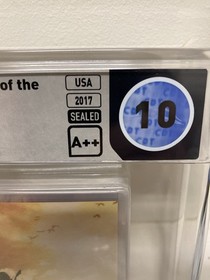 of the
USA
2017
SEALED
A++
10